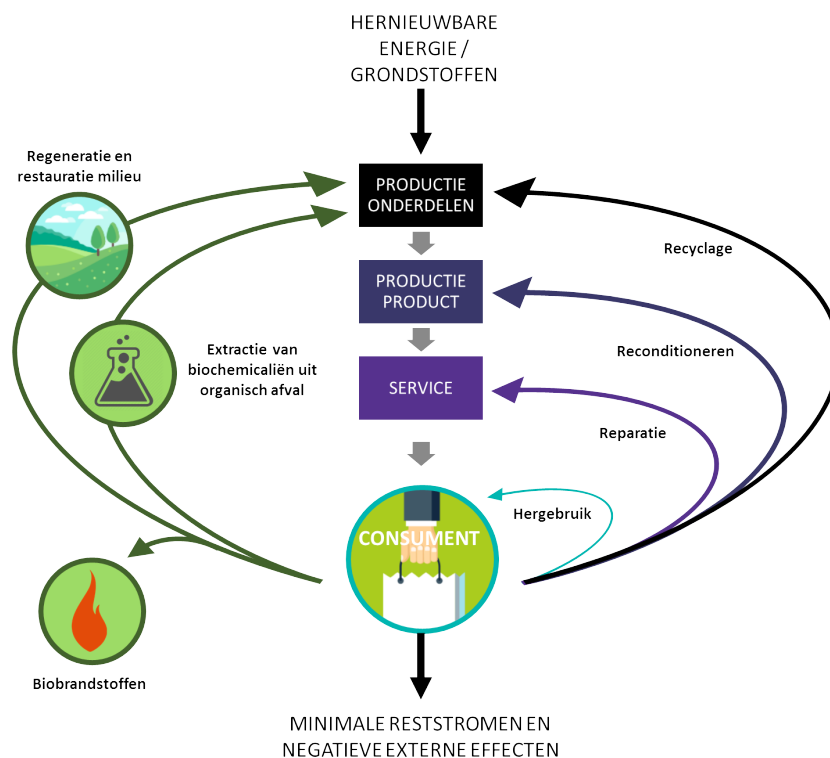 HERNIEUWBARE
ENERGIE /
GRONDSTOFFEN
Regeneratie en
restauratie milieu
PRODUCTIE
ONDERDELEN
Recyclage
PRODUCTIE
PRODUCT
Extractie van
biochemicaliën uit
organisch afval
Reconditioneren
SERVICE
Reparatie
Hergebruik
CONSUMENT
Biobrandstoffen
MINIMALE RESTSTROMEN EN
NEGATIEVE EXTERNE EFFECTEN